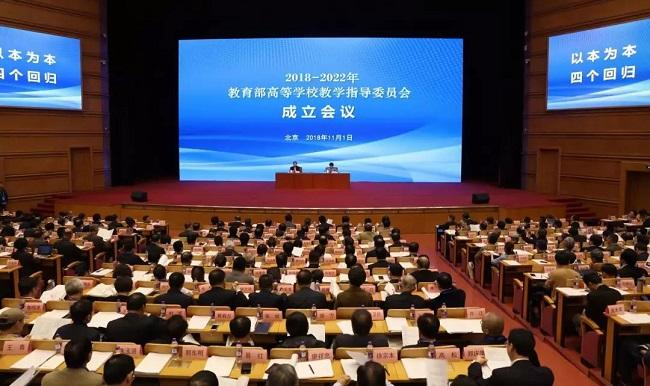 以本为本
四个回归
2018-2022年
教育部高等学校教学指导委员会
成立会议
北京 2018年11月1日
以本为本
四个回归